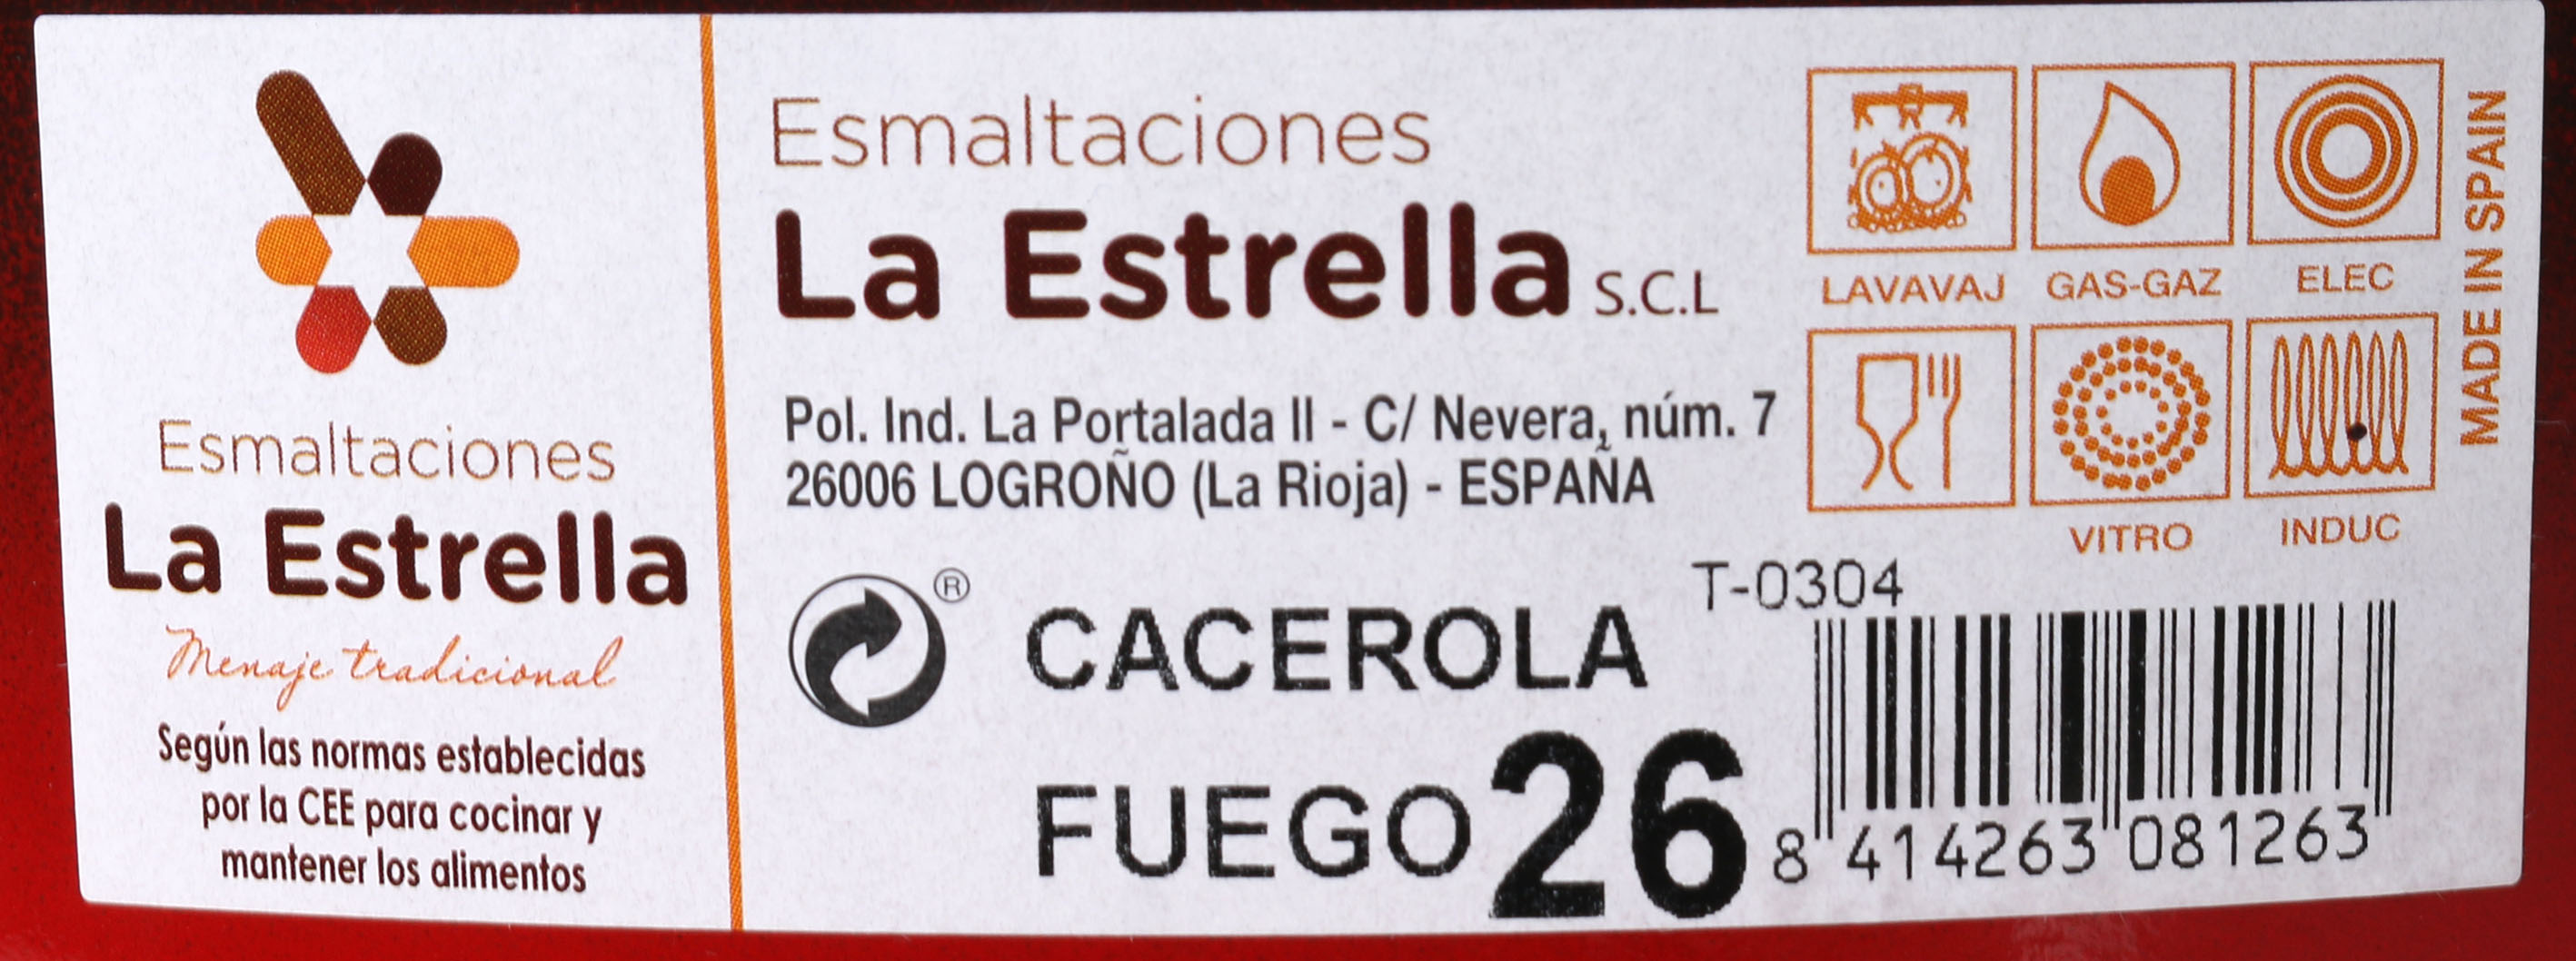 Esmaltaciones
La Estrella
Menaje tradicional
Según las normas establecidas
por la CEE para cocinar y
mantener los alimentos
Esmaltaciones
La Estrella S.C.L
Pol. Ind. La Portalada II - C/ Nevera, núm. 7
26006 LOGROÑO (La Rioja) - ESPAÑA
®
CACEROLA
FUEGO 26
LAVAVAJ GAS-GAZ ELEC
VITRO INDUC
MADE IN SPAIN
T-0304
8 414263 081263